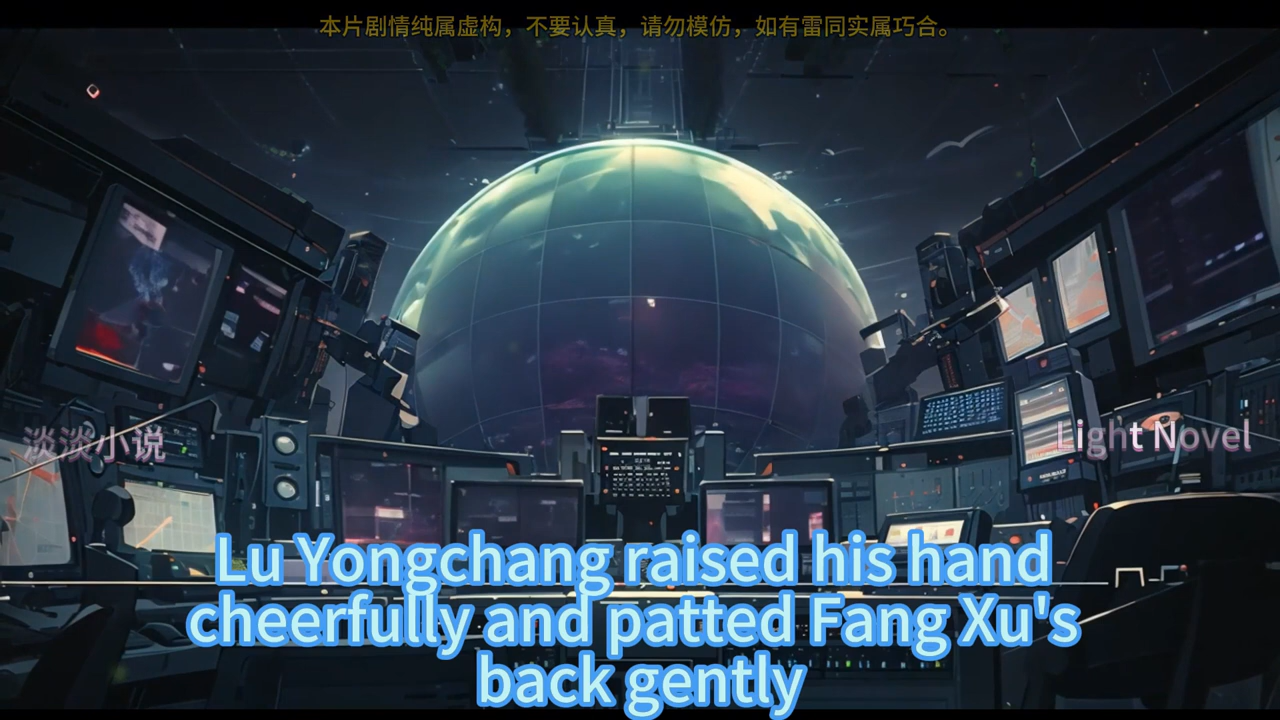 本片剧情纯属虚构，不要认真，请勿模仿，如有雷同实属巧合。
淡淡小说
Light Novel
Lu Yongchang raised his hand
cheerfully and patted Fang Xu's
back gently